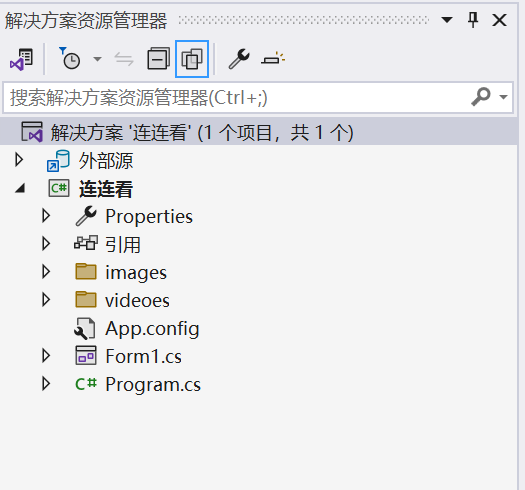 解决方案资源管理器
搜索解决方案资源管理器(Ctrl+;)
解决方案 '连连看' (1 个项目，共 1 个)
外部源
C# 连连看
Properties
引用
images
videoes
App.config
Form1.cs
C# Program.cs